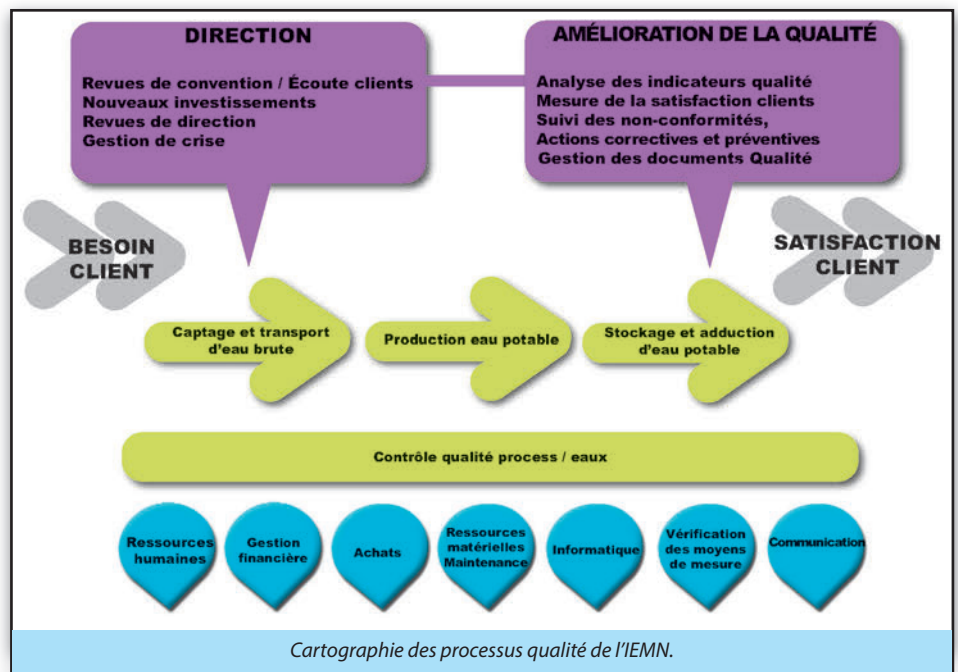 DIRECTION
Revues de convention / Écoute clients
Nouveaux investissements
Revues de direction
Gestion de crise
AMÉLIORATION DE LA QUALITÉ
Analyse des indicateurs qualité
Mesure de la satisfaction clients
Suivi des non-conformités,
Actions correctives et préventives
Gestion des documents Qualité
BESOIN
CLIENT
SATISFACTION
CLIENT
Captage et transport
d'eau brute
Production eau potable
Stockage et adduction
d'eau potable
Contrôle qualité process / eaux
Ressources
humaines
Gestion
financière
Achats
Ressources
matérielles
Maintenance
Informatique
Vérification
des moyens
de mesure
Communication
Cartographie des processus qualité de l'IEMN.